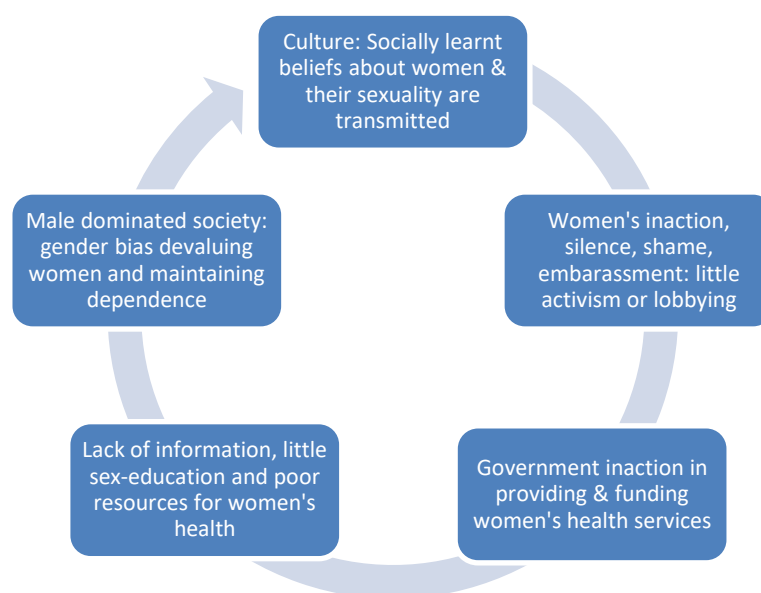 Culture: Socially learnt
beliefs about women &
their sexuality are
transmitted
Women's inaction,
silence, shame,
embarassment: little
activism or lobbying
Government inaction in
providing & funding
women's health services
Lack of information, little
sex-education and poor
resources for women's
health
Male dominated society:
gender bias devaluing
women and maintaining
dependence